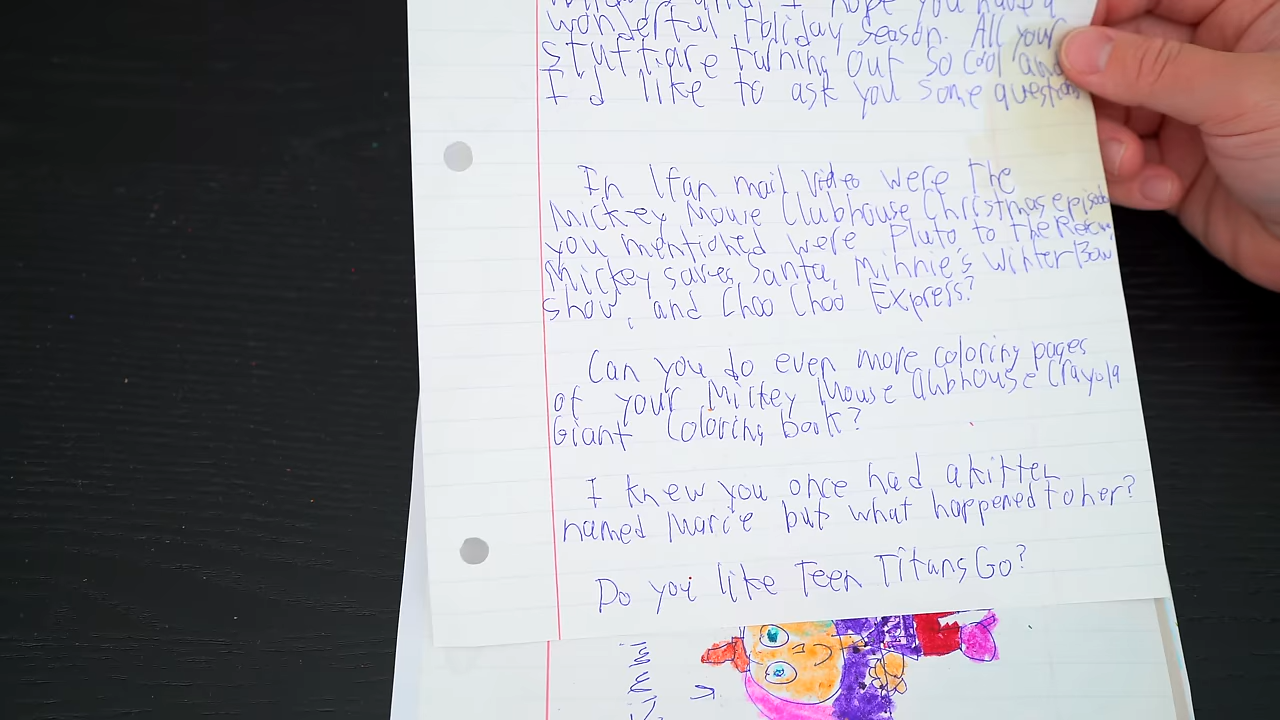 I hope you have a
wonderful Holiday Season. All your
stuff are turning out so cool and
I'd like to ask you some questions
In 1 fan mail video were the
Mickey Mouse Clubhouse Christmas episodes
you mentioned were Pluto to the Rescue,
Mickey saves Santa, Minnie's Winter Bow
show, and Choo Choo Express?
Can you do even more coloring pages
of your Mickey Mouse Clubhouse Crayola
Giant Coloring book?
I knew you once had a kitten
named Marie but what happened to her?
Do you like Teen Titans Go?